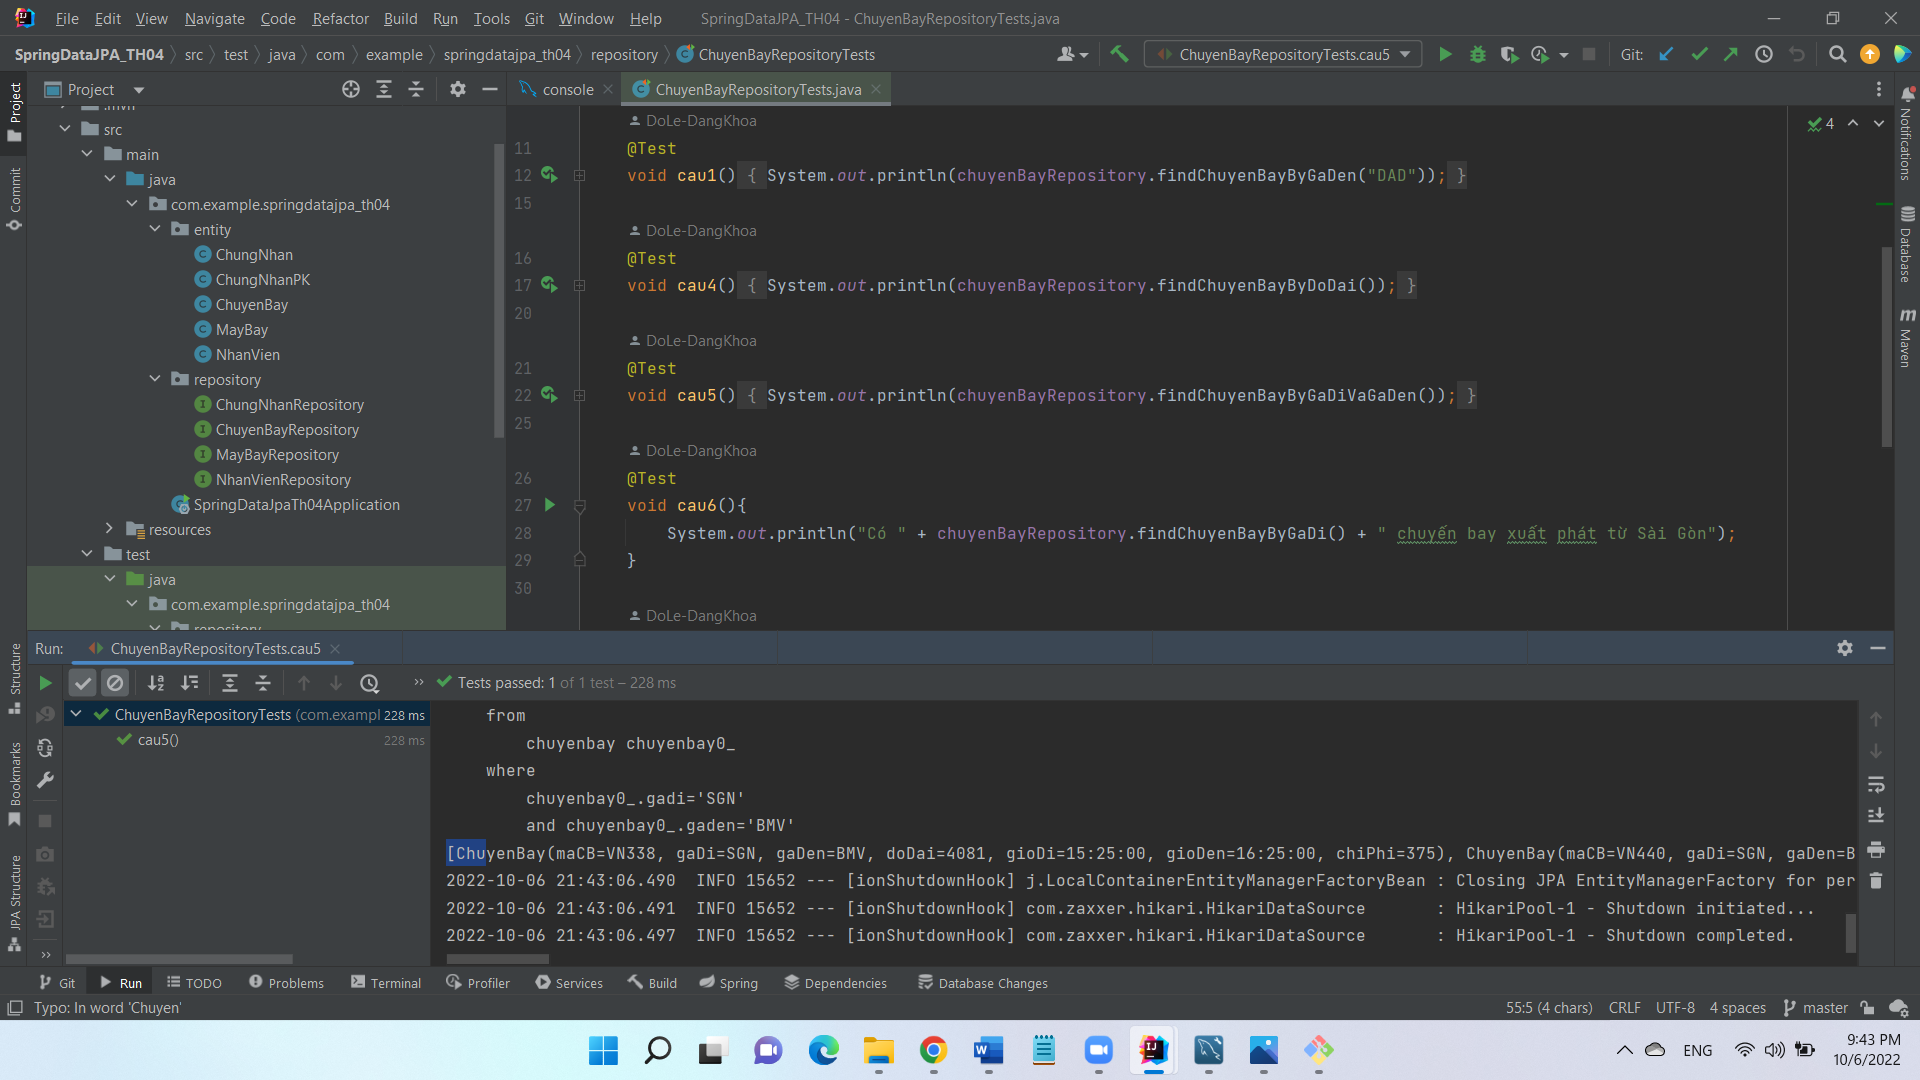 File Edit View Navigate Code Refactor Build Run Tools Git Window Help SpringDataJPA_TH04 - ChuyenBayRepositoryTests.java
SpringDataJPA_TH04 src test java com example springdatajpa_th04 repository ChuyenBayRepositoryTests ChuyenBayRepositoryTests.cau5 Git:
Project
console
ChuyenBayRepositoryTests.java
Project
Commit
Structure
Bookmarks
JPA Structure
Notifications
Database
Maven
src
main
java
com.example.springdatajpa_th04
entity
ChungNhan
ChungNhanPK
ChuyenBay
MayBay
NhanVien
repository
ChungNhanRepository
ChuyenBayRepository
MayBayRepository
NhanVienRepository
SpringDataJpaTh04Application
resources
test
java
com.example.springdatajpa_th04
repository
4
DoLe-DangKhoa
11 @Test
12 void cau1() { System.out.println(chuyenBayRepository.findChuyenBayByGaDen("DAD")); }
15
DoLe-DangKhoa
16 @Test
17 void cau4() { System.out.println(chuyenBayRepository.findChuyenBayByDoDai()); }
20
DoLe-DangKhoa
21 @Test
22 void cau5() { System.out.println(chuyenBayRepository.findChuyenBayByGaDiVaGaDen()); }
25
DoLe-DangKhoa
26 @Test
27 void cau6(){
28 System.out.println("Có " + chuyenBayRepository.findChuyenBayByGaDi() + " chuyến bay xuất phát từ Sài Gòn");
29 }
30
DoLe-DangKhoa
Run: ChuyenBayRepositoryTests.cau5
Tests passed: 1 of 1 test – 228 ms
ChuyenBayRepositoryTests (com.exampl 228 ms
cau5() 228 ms
from
chuyenbay chuyenbay0_
where
chuyenbay0_.gadi='SGN'
and chuyenbay0_.gaden='BMV'
[ChuyenBay(maCB=VN338, gaDi=SGN, gaDen=BMV, doDai=4081, gioDi=15:25:00, gioDen=16:25:00, chiPhi=375), ChuyenBay(maCB=VN440, gaDi=SGN, gaDen=B
2022-10-06 21:43:06.490 INFO 15652 --- [ionShutdownHook] j.LocalContainerEntityManagerFactoryBean : Closing JPA EntityManagerFactory for per
2022-10-06 21:43:06.491 INFO 15652 --- [ionShutdownHook] com.zaxxer.hikari.HikariDataSource : HikariPool-1 - Shutdown initiated...
2022-10-06 21:43:06.497 INFO 15652 --- [ionShutdownHook] com.zaxxer.hikari.HikariDataSource : HikariPool-1 - Shutdown completed.
Git Run TODO Problems Terminal Profiler Services Build Spring Dependencies Database Changes
Typo: In word 'Chuyen' 55:5 (4 chars) CRLF UTF-8 4 spaces master
ENG
9:43 PM
10/6/2022